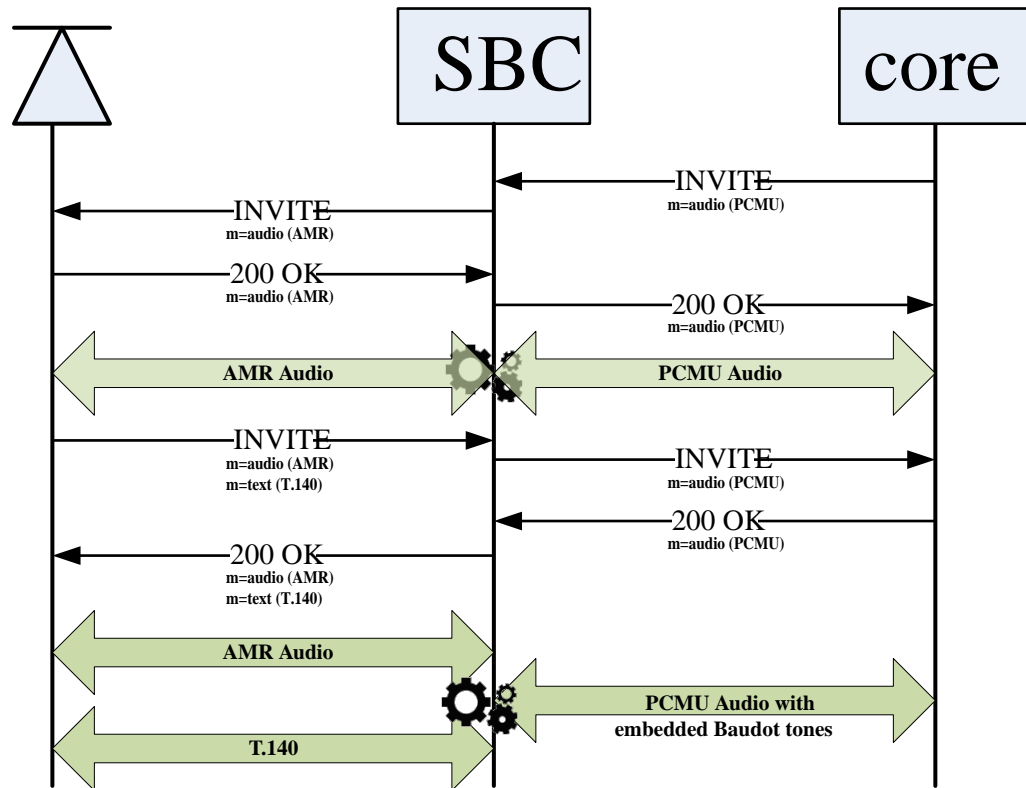 SBC
core
INVITE
m=audio (PCMU)
INVITE
m=audio (AMR)
200 OK
m=audio (AMR)
200 OK
m=audio (PCMU)
AMR Audio
PCMU Audio
INVITE
m=audio (AMR)
m=text (T.140)
INVITE
m=audio (PCMU)
200 OK
m=audio (PCMU)
200 OK
m=audio (AMR)
m=text (T.140)
AMR Audio
PCMU Audio with
embedded Baudot tones
T.140